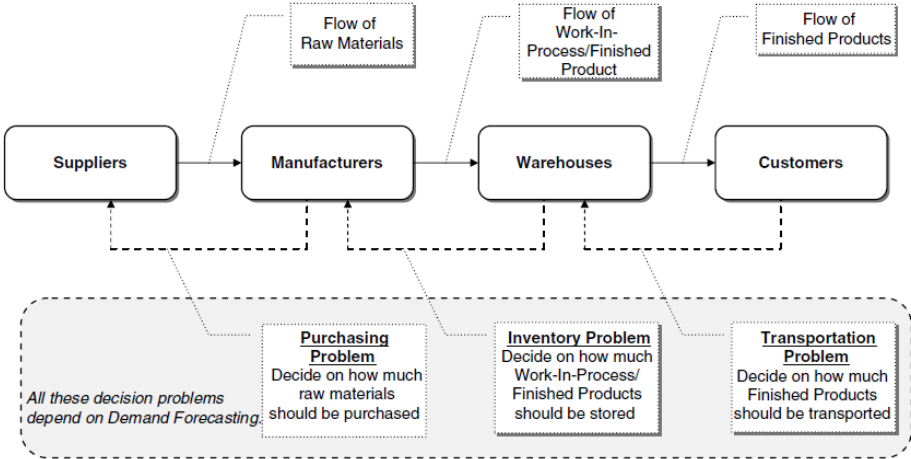 Flow of
Raw Materials
Flow of
Work-In-
Process/Finished
Product
Flow of
Finished Products
Suppliers
Manufacturers
Warehouses
Customers
Purchasing
Problem
Decide on how much
raw materials
should be purchased
Inventory Problem
Decide on how much
Work-In-Process/
Finished Products
should be stored
Transportation
Problem
Decide on how much
Finished Products
should be transported
All these decision problems
depend on Demand Forecasting.